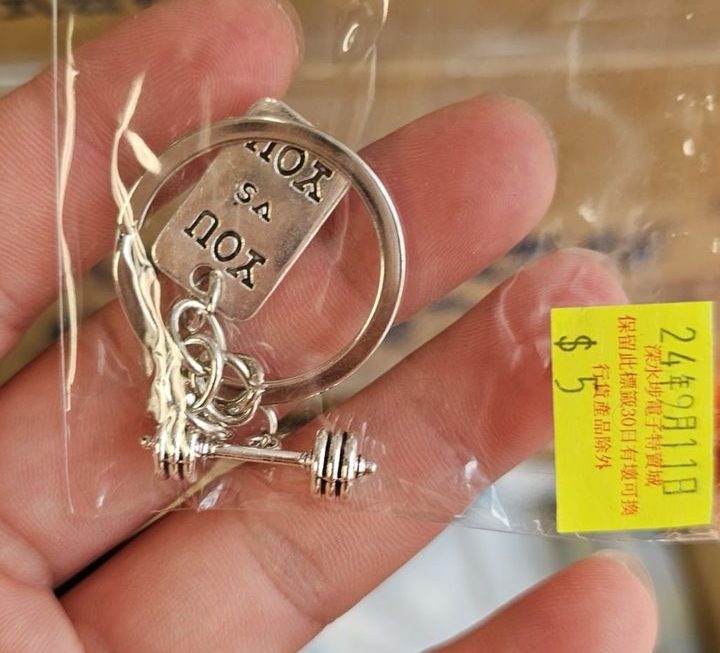 YOU
vs
YOU
24年9月11日
深水埗電子特賣城
保留此標籤30日有壞可換
行貨產品除外
$5